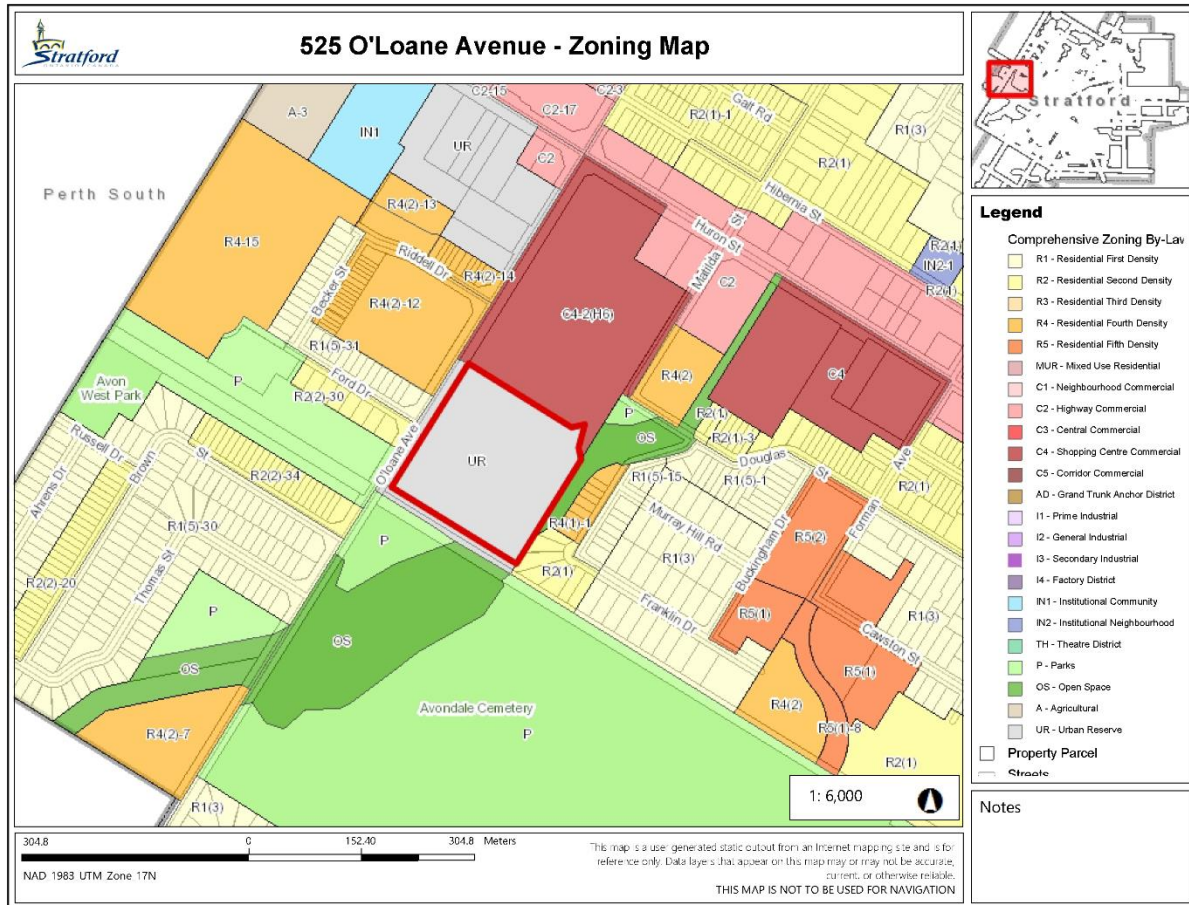 Stratford
525 O'Loane Avenue - Zoning Map
Stratford
C2-15
C2-3
C2-17
Galt Rd
A-3
R2(1)-1
R1(3)
IN1
UR
C2
R2(1)
Perth South
Hibernia St
R4(2)-13
Matilda St
Huron St
R2(1)
IN2-1
R2(1)
R4-15
Riddell Dr
R4(2)-14
Becker St
R4(2)-12
C2
C4-2(H6)
R1(5)-31
P
Ford Dr
R4(2)
C4
Avon
West Park
R2(2)-30
P
R2(1)
OS
R2(1)-3
O'loane Ave
UR
Russell Dr
Brown St
R2(2)-34
Douglas St
Ave
R1(5)-15
R1(5)-1
R2(1)
Ahrens Dr
R1(5)-30
R4(1)-1
Murray Hill Rd
Buckingham Dr
R5(2)
Forman
P
R1(3)
Thomas St
R2(2)-20
R2(1)
Franklin Dr
P
R5(1)
Cawston St
R1(3)
OS
OS
R5(1)
Avondale Cemetery
P
R4(2)
R4(2)-7
R5(1)-8
R2(1)
R1(3)
1: 6,000
Legend
Comprehensive Zoning By-Lav
R1 - Residential First Density
R2 - Residential Second Density
R3 - Residential Third Density
R4 - Residential Fourth Density
R5 - Residential Fifth Density
MUR - Mixed Use Residential
C1 - Neighbourhood Commercial
C2 - Highway Commercial
C3 - Central Commercial
C4 - Shopping Centre Commercial
C5 - Corridor Commercial
AD - Grand Trunk Anchor District
I1 - Prime Industrial
I2 - General Industrial
I3 - Secondary Industrial
I4 - Factory District
IN1 - Institutional Community
IN2 - Institutional Neighbourhood
TH - Theatre District
P - Parks
OS - Open Space
A - Agricultural
UR - Urban Reserve
Property Parcel
Streets
Notes
304.8 0 152.40 304.8 Meters
NAD 1983 UTM Zone 17N
This map is a user generated static output from an Internet mapping site and is for
reference only. Data layers that appear on this map may or may not be accurate,
current, or otherwise reliable.
THIS MAP IS NOT TO BE USED FOR NAVIGATION